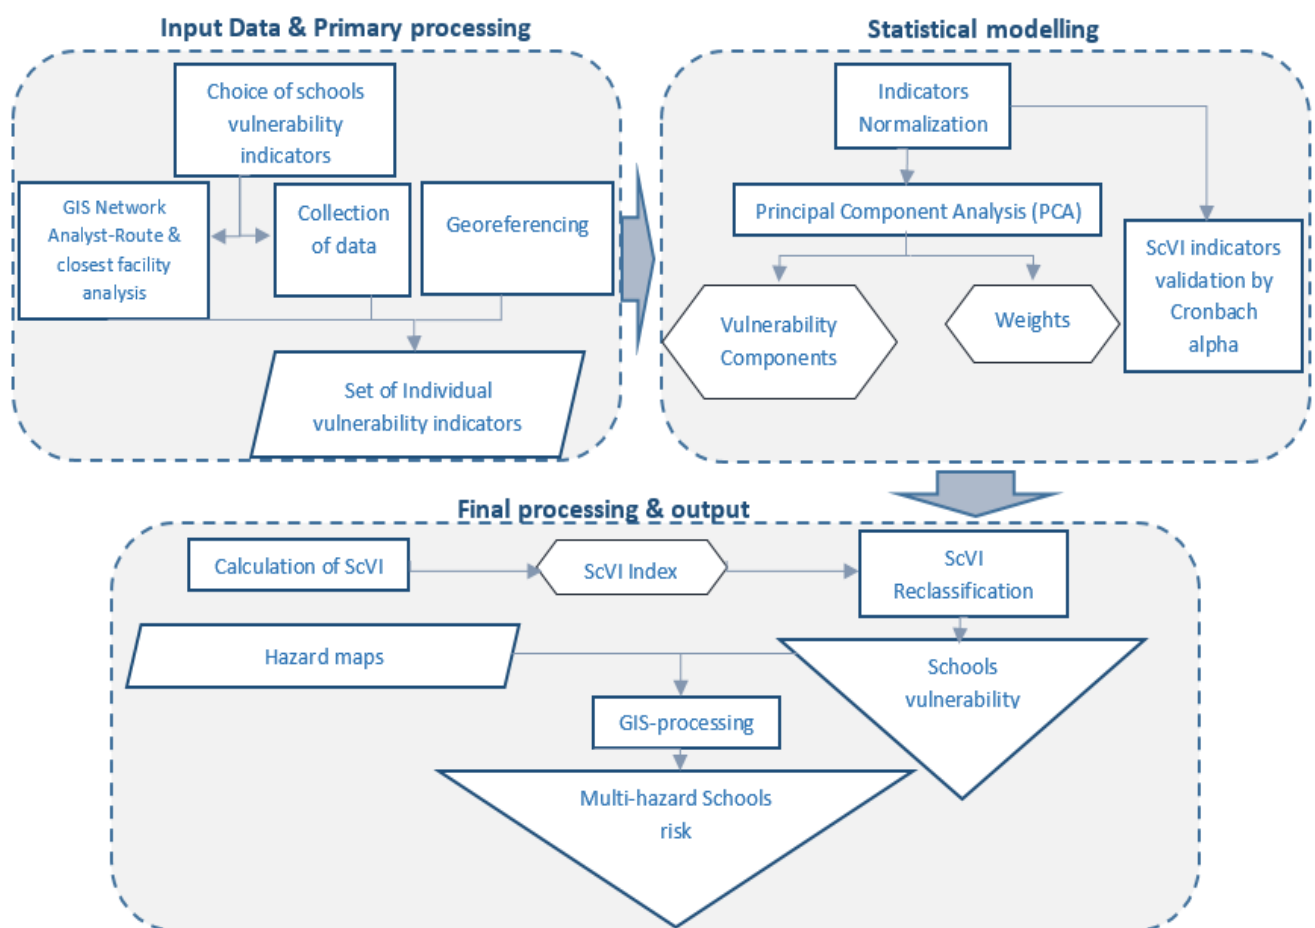 Input Data & Primary processing
Choice of schools
vulnerability
indicators
GIS Network
Analyst-Route &
closest facility
analysis
Collection
of data
Georeferencing
Set of Individual
vulnerability indicators
Statistical modelling
Indicators
Normalization
Principal Component Analysis (PCA)
Vulnerability
Components
Weights
ScVI indicators
validation by
Cronbach
alpha
Final processing & output
Calculation of ScVI
ScVI Index
ScVI
Reclassification
Hazard maps
Schools
vulnerability
GIS-processing
Multi-hazard Schools
risk